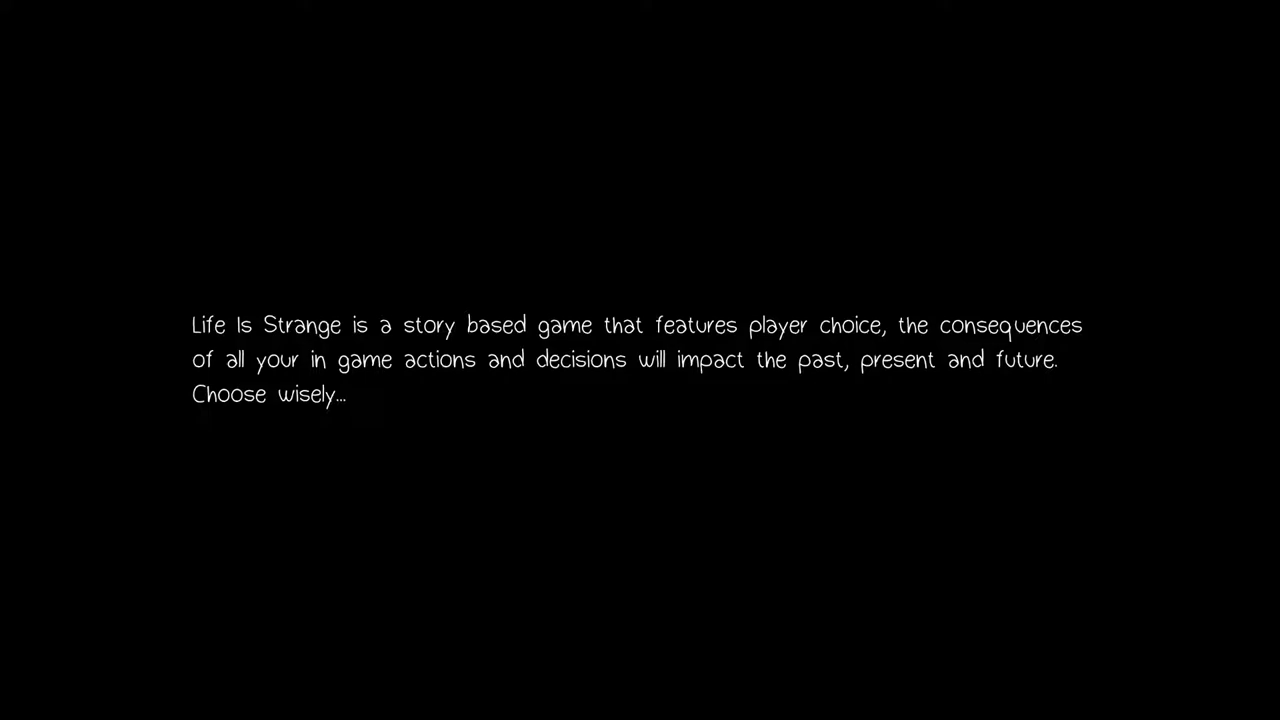 Life Is Strange is a story based game that features player choice, the consequences
of all your in game actions and decisions will impact the past, present and future.
Choose wisely...